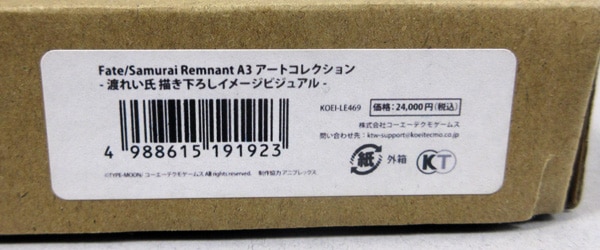 Fate/Samurai Remnant A3 アートコレクション
- 渡れい氏 描き下ろしイメージビジュアル -
KOEI-LE469 価格：24,000円(税込)
株式会社コーエーテクモゲームス
問い合わせ先：ktw-support@koeitecmo.co.jp
4 988615 191923
紙 外箱 KT
©TYPE-MOON / コーエーテクモゲームス All rights reserved. 制作協力 アニプレックス